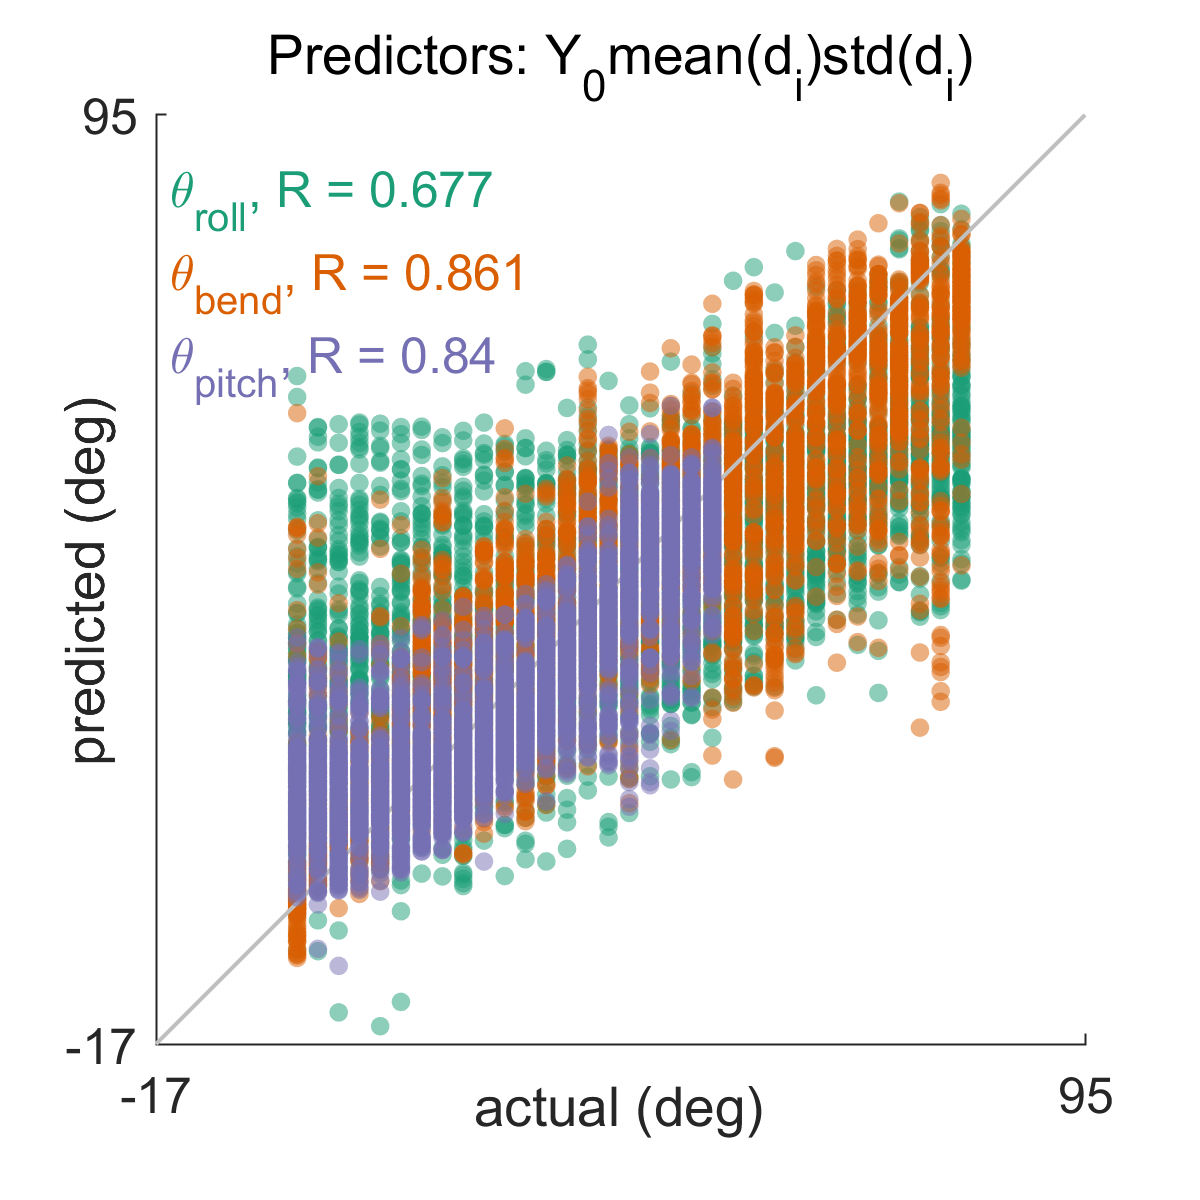 Predictors: Y₀mean(dᵢ)std(dᵢ)
95
θroll, R = 0.677
θbend, R = 0.861
θpitch, R = 0.84
predicted (deg)
-17
-17
actual (deg)
95